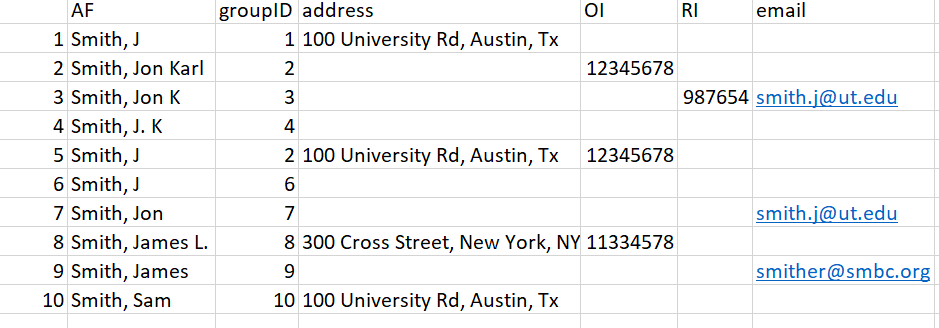 AF groupID address OI RI email
1 Smith, J 1 100 University Rd, Austin, Tx
2 Smith, Jon Karl 2 12345678
3 Smith, Jon K 3 987654 smith.j@ut.edu
4 Smith, J. K 4
5 Smith, J 2 100 University Rd, Austin, Tx 12345678
6 Smith, J 6
7 Smith, Jon 7 smith.j@ut.edu
8 Smith, James L. 8 300 Cross Street, New York, NY 11334578
9 Smith, James 9 smither@smbc.org
10 Smith, Sam 10 100 University Rd, Austin, Tx